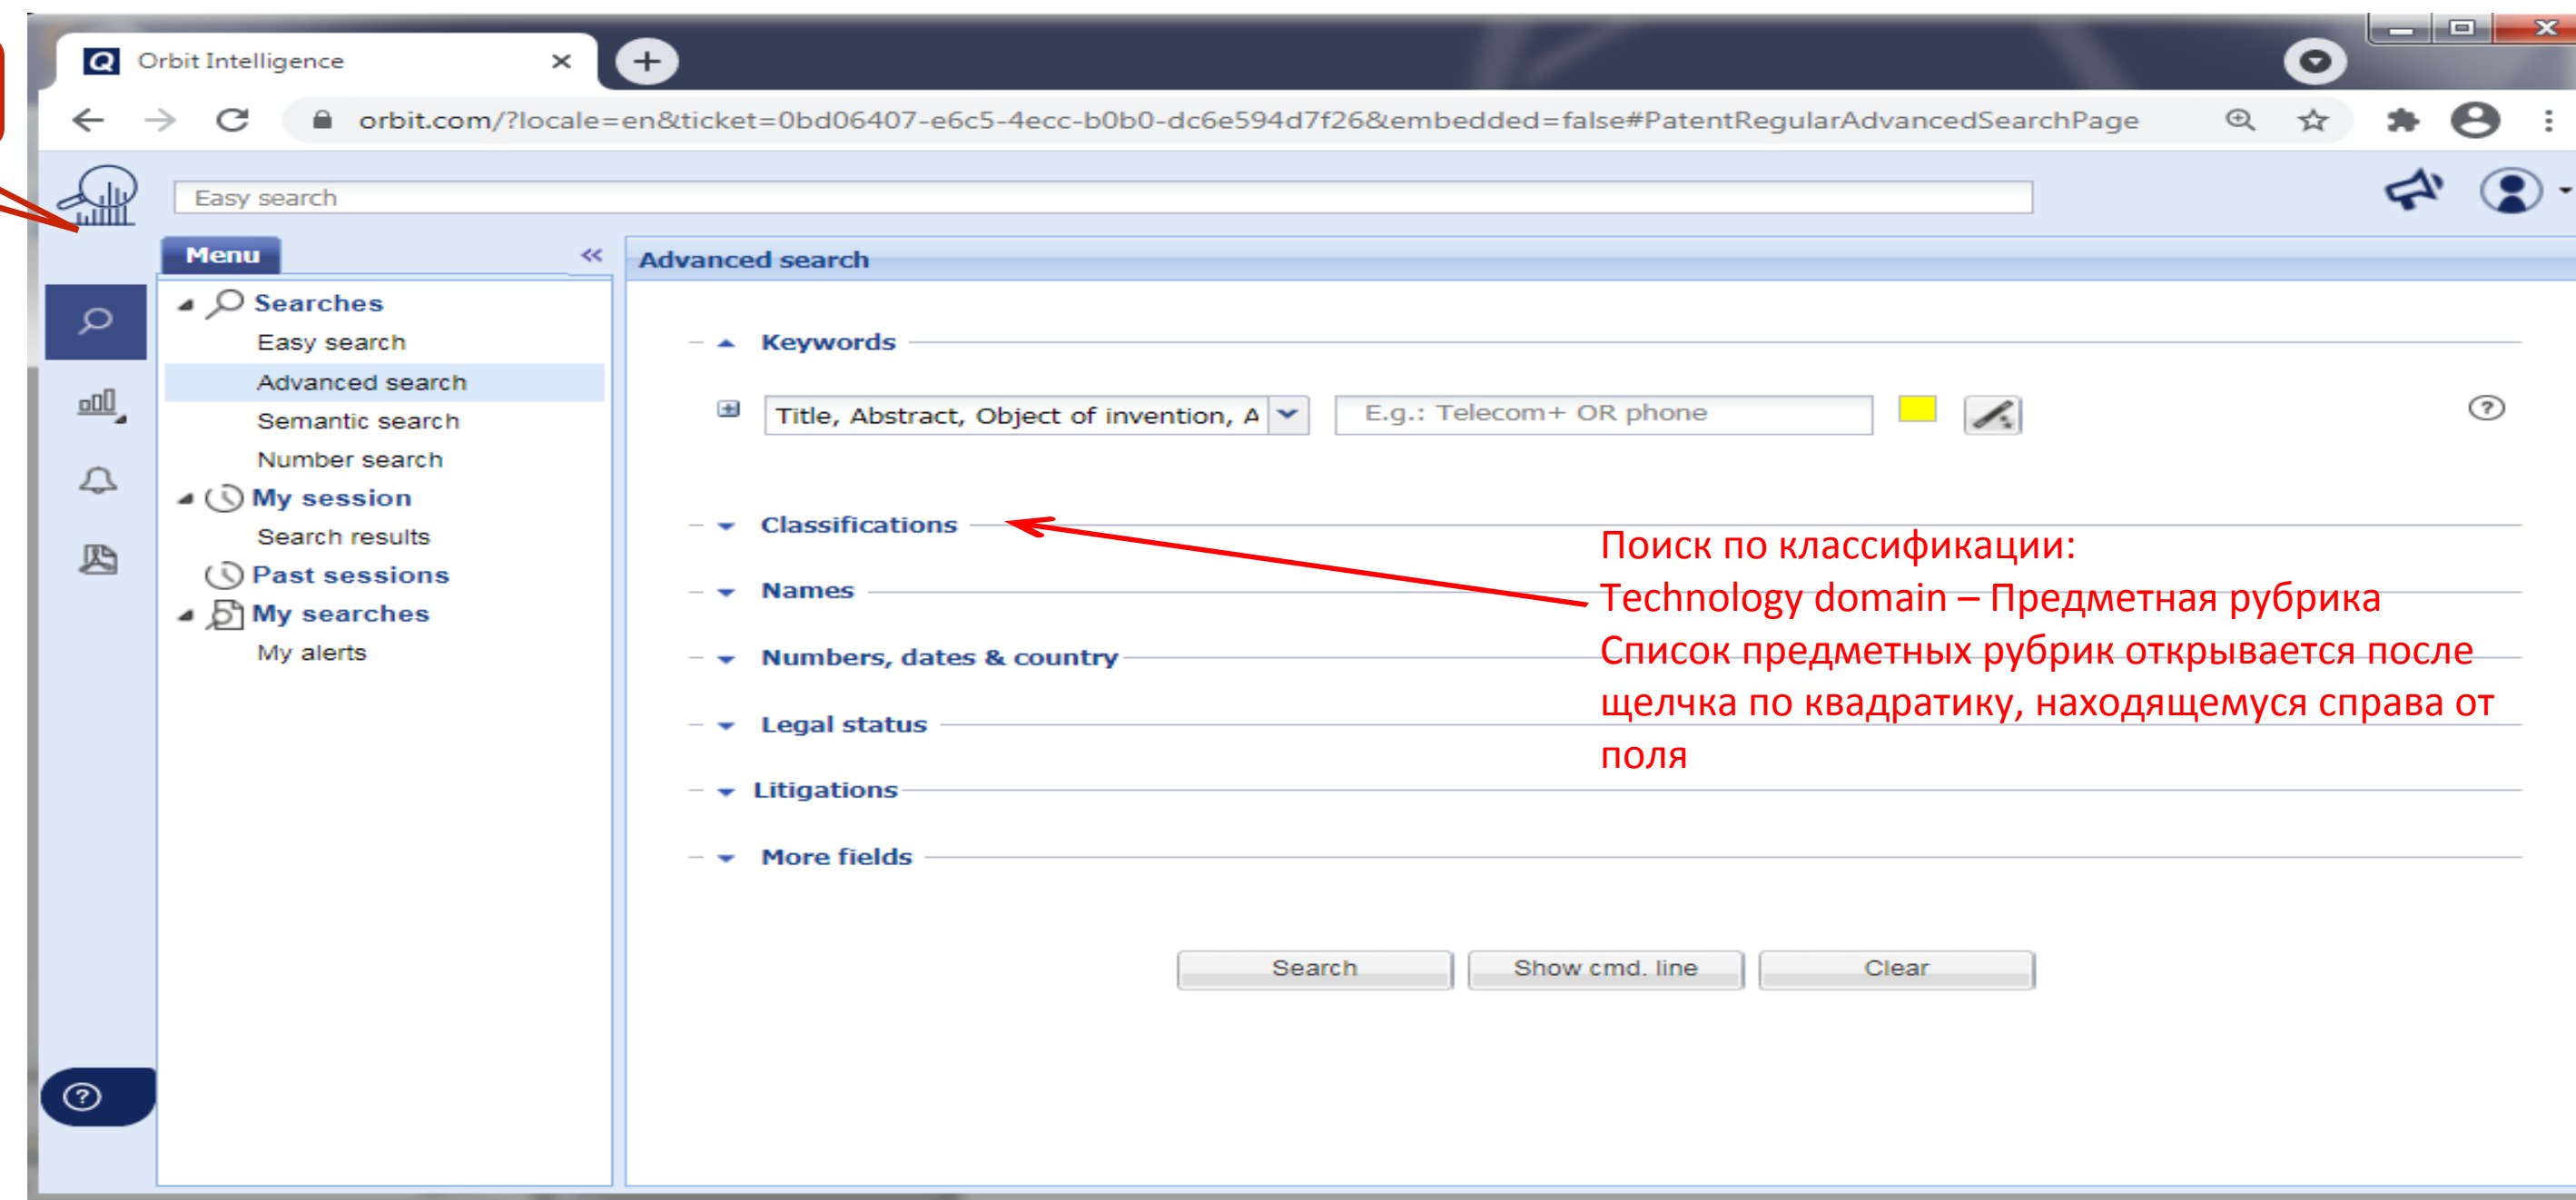 Orbit Intelligence
orbit.com/?locale=en&ticket=0bd06407-e6c5-4ecc-b0b0-dc6e594d7f26&embedded=false#PatentRegularAdvancedSearchPage
Easy search
Menu
Searches
Easy search
Advanced search
Semantic search
Number search
My session
Search results
Past sessions
My searches
My alerts
Advanced search
Keywords
Title, Abstract, Object of invention, A
E.g.: Telecom+ OR phone
Classifications
Names
Numbers, dates & country
Legal status
Litigations
More fields
Поиск по классификации:
Technology domain – Предметная рубрика
Список предметных рубрик открывается после
щелчка по квадратику, находящемуся справа от
поля
Search
Show cmd. line
Clear